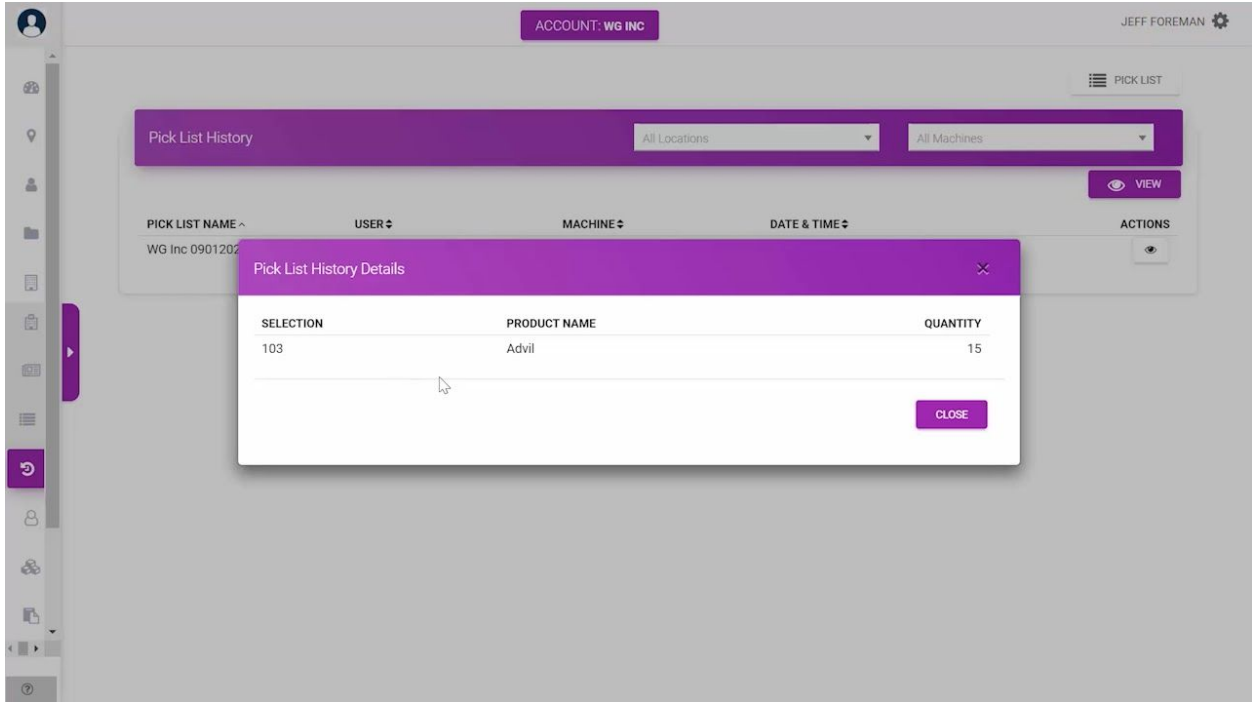 ACCOUNT: WG INC
JEFF FOREMAN
PICK LIST
Pick List History
All Locations
All Machines
VIEW
PICK LIST NAME USER MACHINE DATE & TIME ACTIONS
WG Inc 0901202
Pick List History Details
SELECTION PRODUCT NAME QUANTITY
103 Advil 15
CLOSE